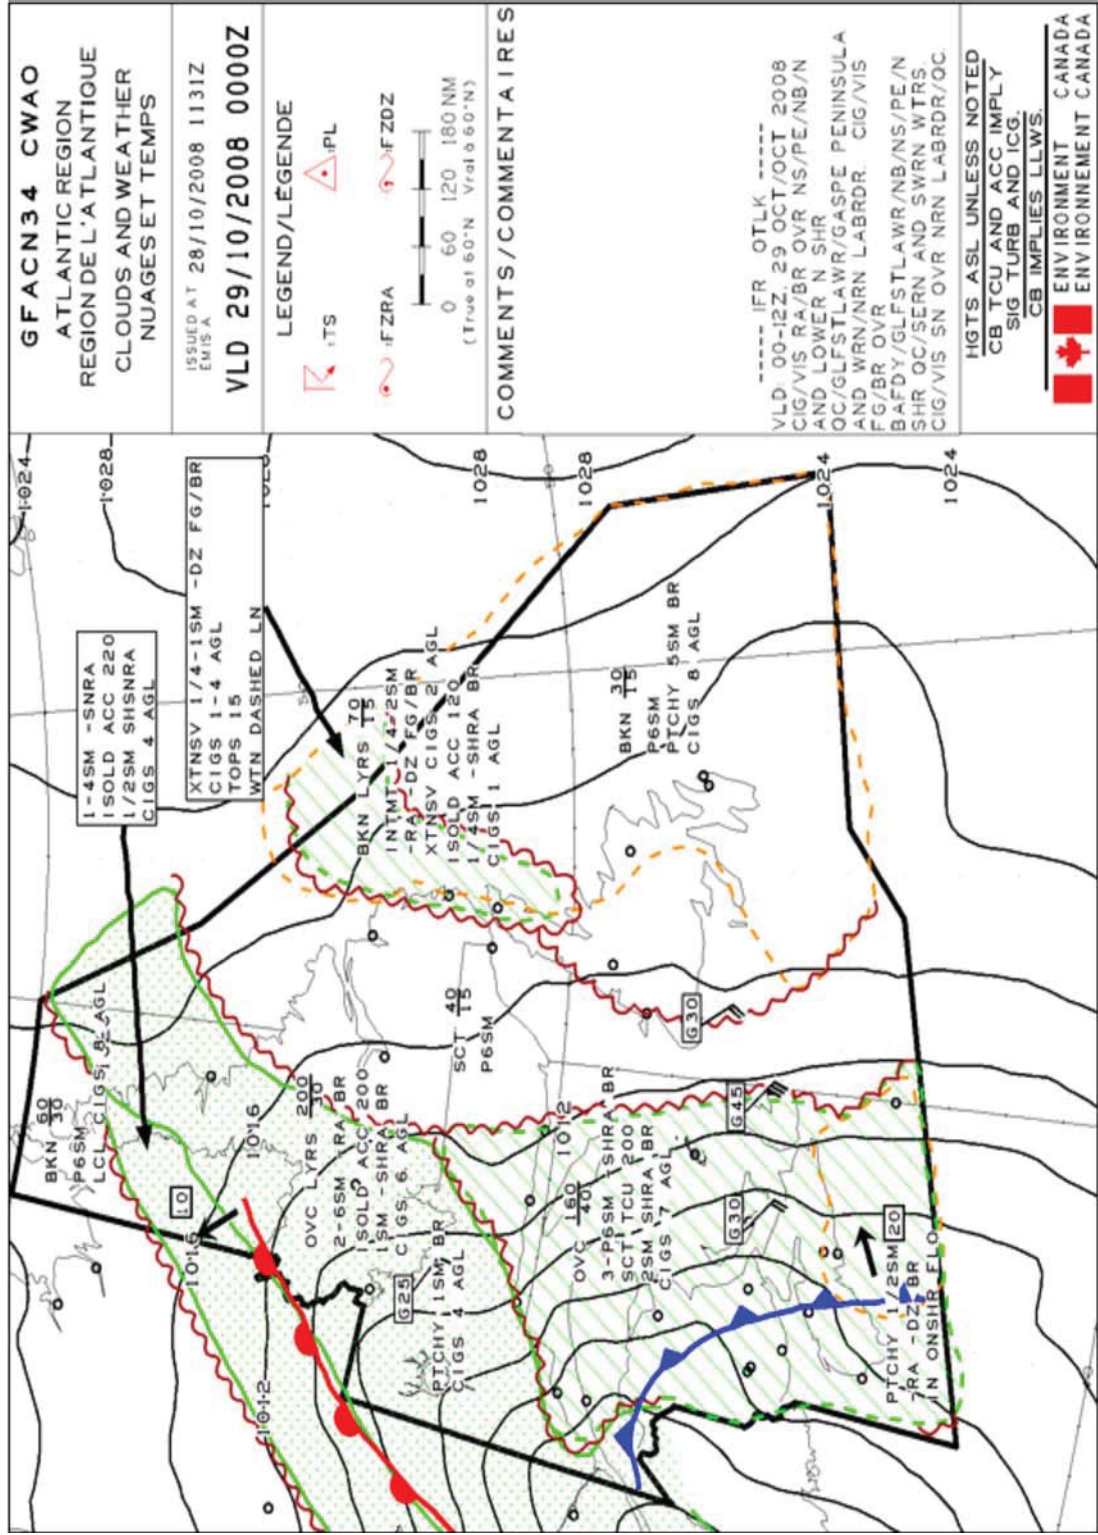 GFACN34 CWAO
ATLANTIC REGION
REGION DE L'ATLANTIQUE
CLOUDS AND WEATHER
NUAGES ET TEMPS
ISSUED AT 28/10/2008 1131Z
EMIS A
VLD 29/10/2008 0000Z
LEGEND/LÉGENDE
:TS
:PL
:FZRA
:FZDZ
0 60 120 180 NM
(True at 60°N Vrai à 60°N)
COMMENTS/COMMENTAIRES
----- IFR OTLK -----
VLD: 00-12Z, 29 OCT/OCT 2008
CIG/VIS RA/BR OVR NS/PE/NB/N
AND LOWER N SHR
QC/GLFSTLAWR/GASPE PENINSULA
AND WRN/NRN LABRDR. CIG/VIS
FG/BR OVR
BAFDY/GLFSTLAWR/NB/NS/PE/N
SHR QC/SERN AND SWRN WTRS.
CIG/VIS SN OVR NRN LABRDR/QC.
HGTS ASL UNLESS NOTED
CB TCU AND ACC IMPLY
SIG TURB AND ICG.
CB IMPLIES LLWS.
ENVIRONMENT CANADA
ENVIRONNEMENT CANADA
1024
1028
1028
1028
1024
1024
1-4SM -SNRA
ISOLD ACC 220
1/2SM SHSNRA
CIGS 4 AGL
XTNSV 1/4-1SM -DZ FG/BR
CIGS 1-4 AGL
TOPS 15
WTN DASHED LN
BKN 60
30
P6SM
LCL CIGS 8 AGL
10
1016
1016
1012
1012
OVC LYRS 200
30
2-6SM -RA BR
ISOLD ACC 200
1SM -SHRA BR
CIGS 6 AGL
G25
PTCHY 1SM BR
CIGS 4 AGL
SCT 40
15
P6SM
BKN LYRS 70
15
INTMT 1/4-2SM
-RA -DZ FG/BR
XTNSV CIGS 2 AGL
ISOLD ACC 120
1/4SM -SHRA BR
CIGS 1 AGL
BKN 30
15
P6SM
PTCHY 5SM BR
CIGS 8 AGL
OVC 160
40
3-P6SM -SHRA BR
SCT TCU 200
2SM SHRA BR
CIGS 7 AGL
G30
G45
G30
20
PTCHY 1/2SM
-RA -DZ BR
IN ONSHR FLO